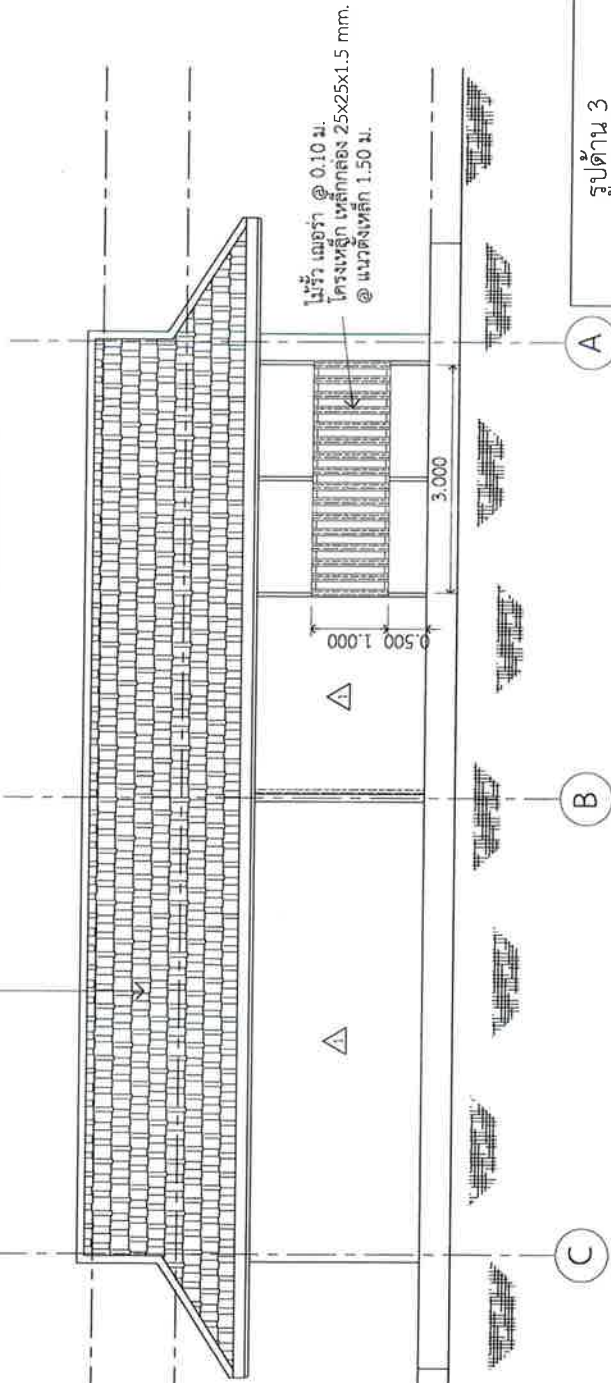 ไม้รั้ว เฌอร่า @ 0.10 ม.
โครงเหล็ก เหล็กกล่อง 25x25x1.5 mm.
@ แนวตั้งเหล็ก 1.50 ม.
1.000
0.500
3.000
1
1
C
B
A
รูปด้าน 3